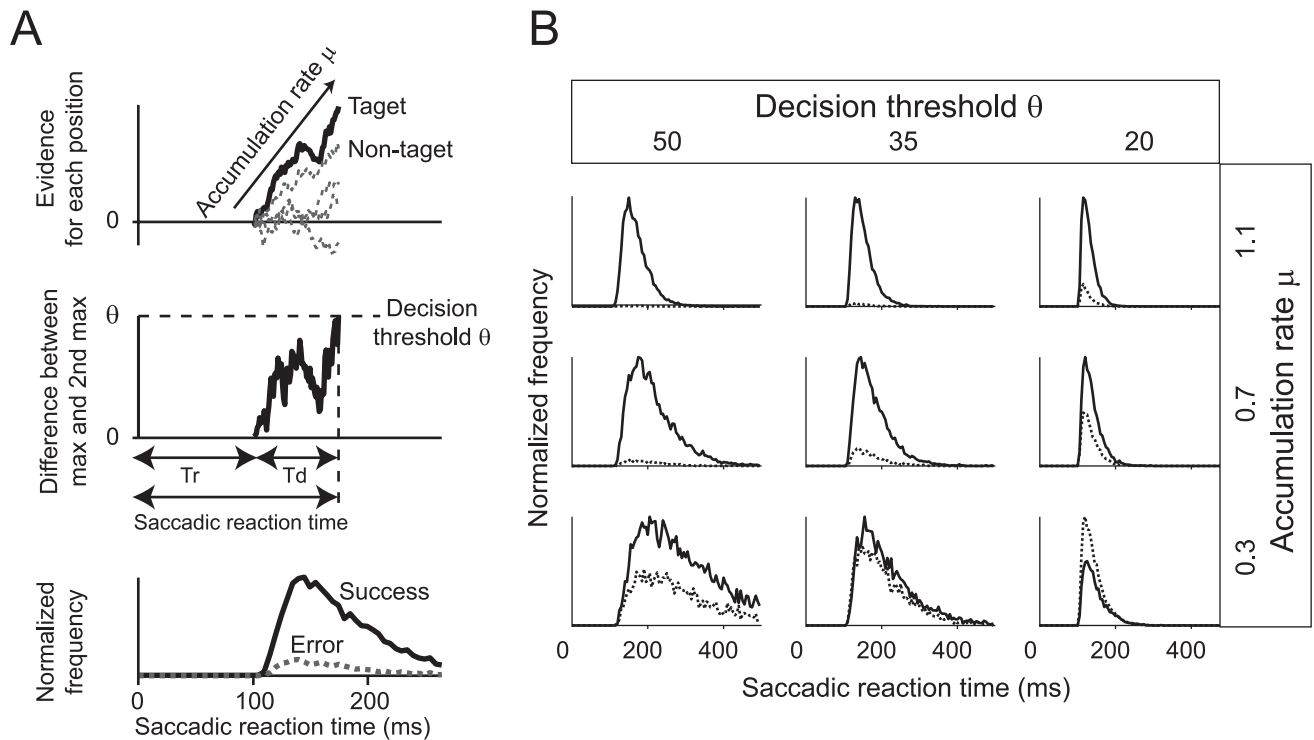 A
Evidence
for each position
0
Accumulation rate μ
Taget
Non-taget
Difference between
max and 2nd max
θ
0
Decision
threshold θ
Tr
Td
Saccadic reaction time
Normalized
frequency
Success
Error
0
100
200
Saccadic reaction time (ms)
B
Decision threshold θ
50
35
20
Normalized frequency
1.1
0.7
0.3
Accumulation rate μ
0
200
400
0
200
400
0
200
400
Saccadic reaction time (ms)